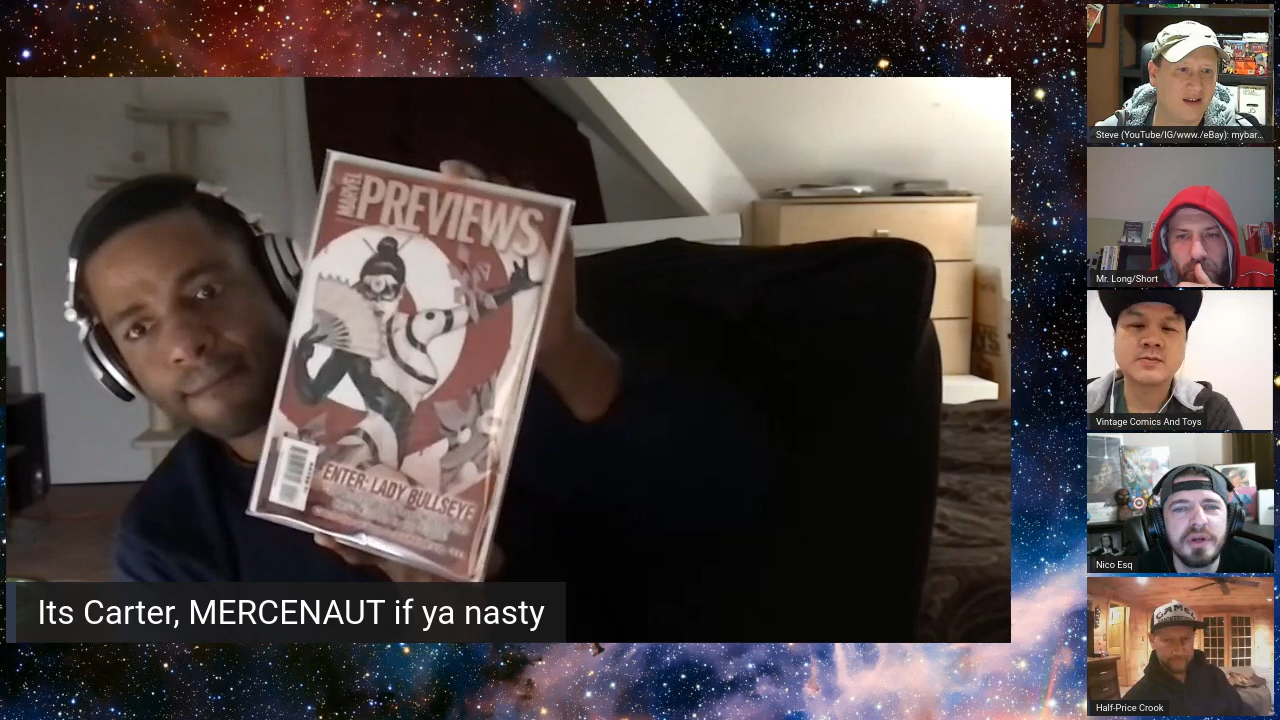 MARVEL
PREVIEWS
ENTER: LADY BULLSEYE
Its Carter, MERCENAUT if ya nasty
Steve (YouTube/IG/www./eBay): mybar...
Mr. Long/Short
Vintage Comics And Toys
Nico Esq
Half-Price Crook